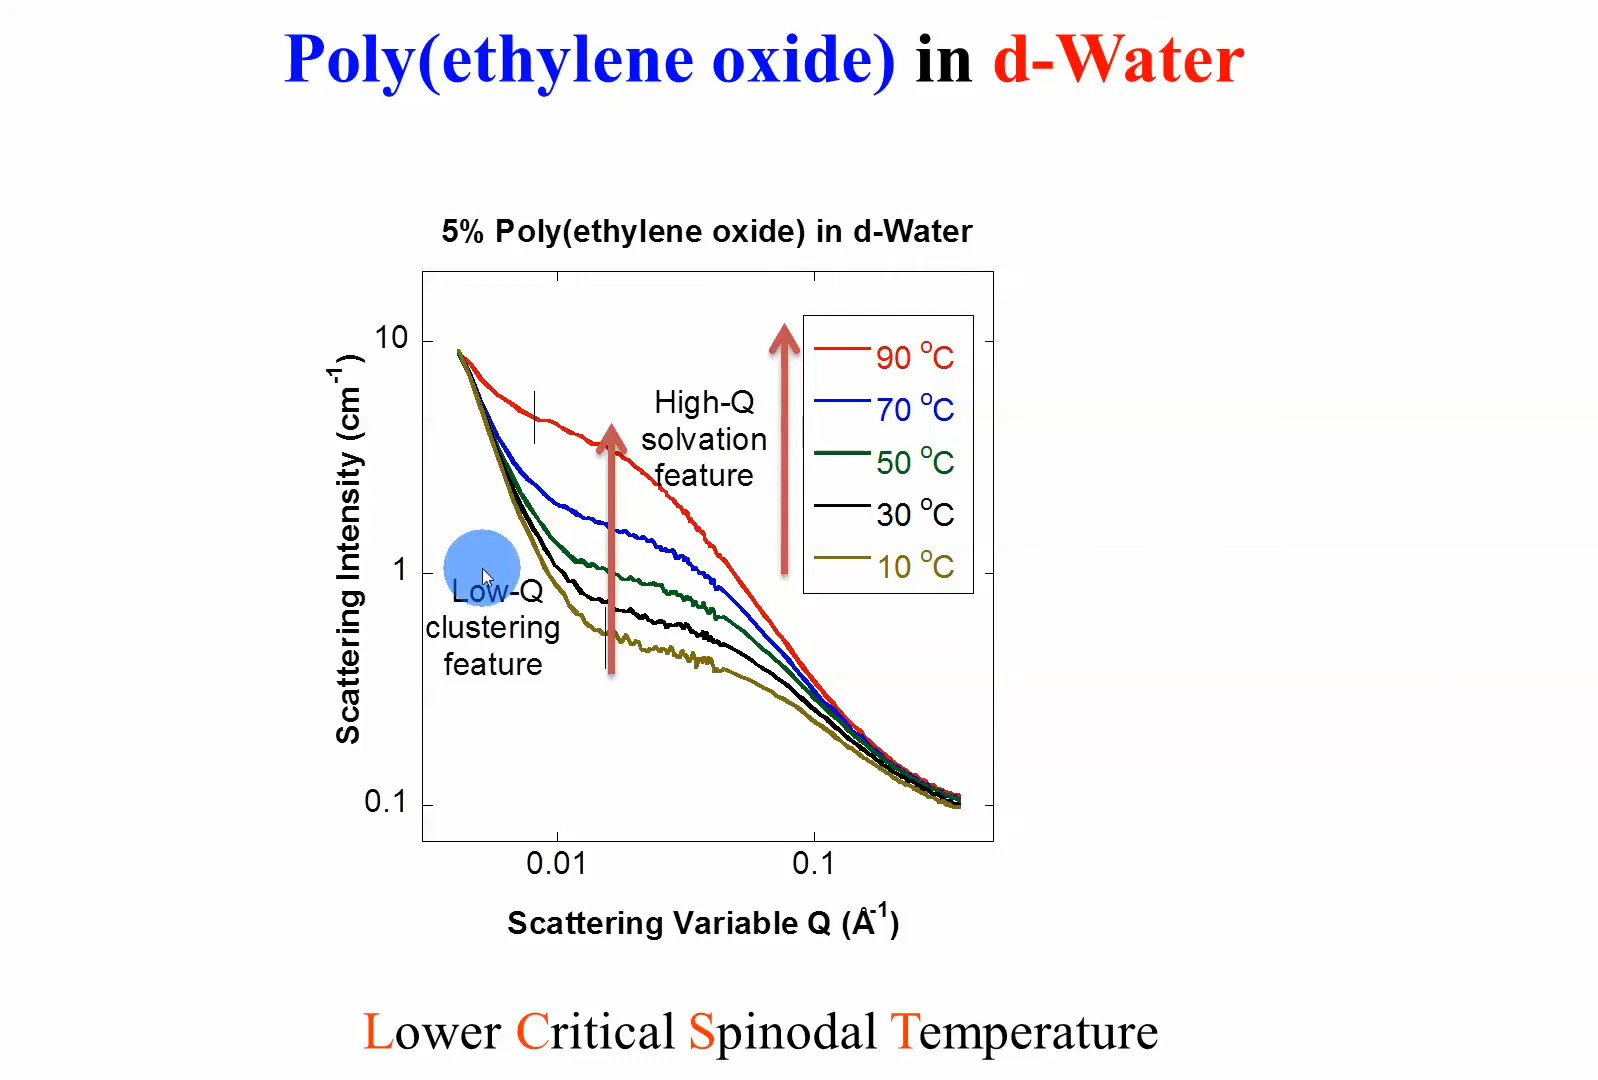 Poly(ethylene oxide) in d-Water
5% Poly(ethylene oxide) in d-Water
10
1
0.1
Scattering Intensity (cm⁻¹)
High-Q
solvation
feature
Low-Q
clustering
feature
90 °C
70 °C
50 °C
30 °C
10 °C
0.01
0.1
Scattering Variable Q (Å⁻¹)
Lower Critical Spinodal Temperature